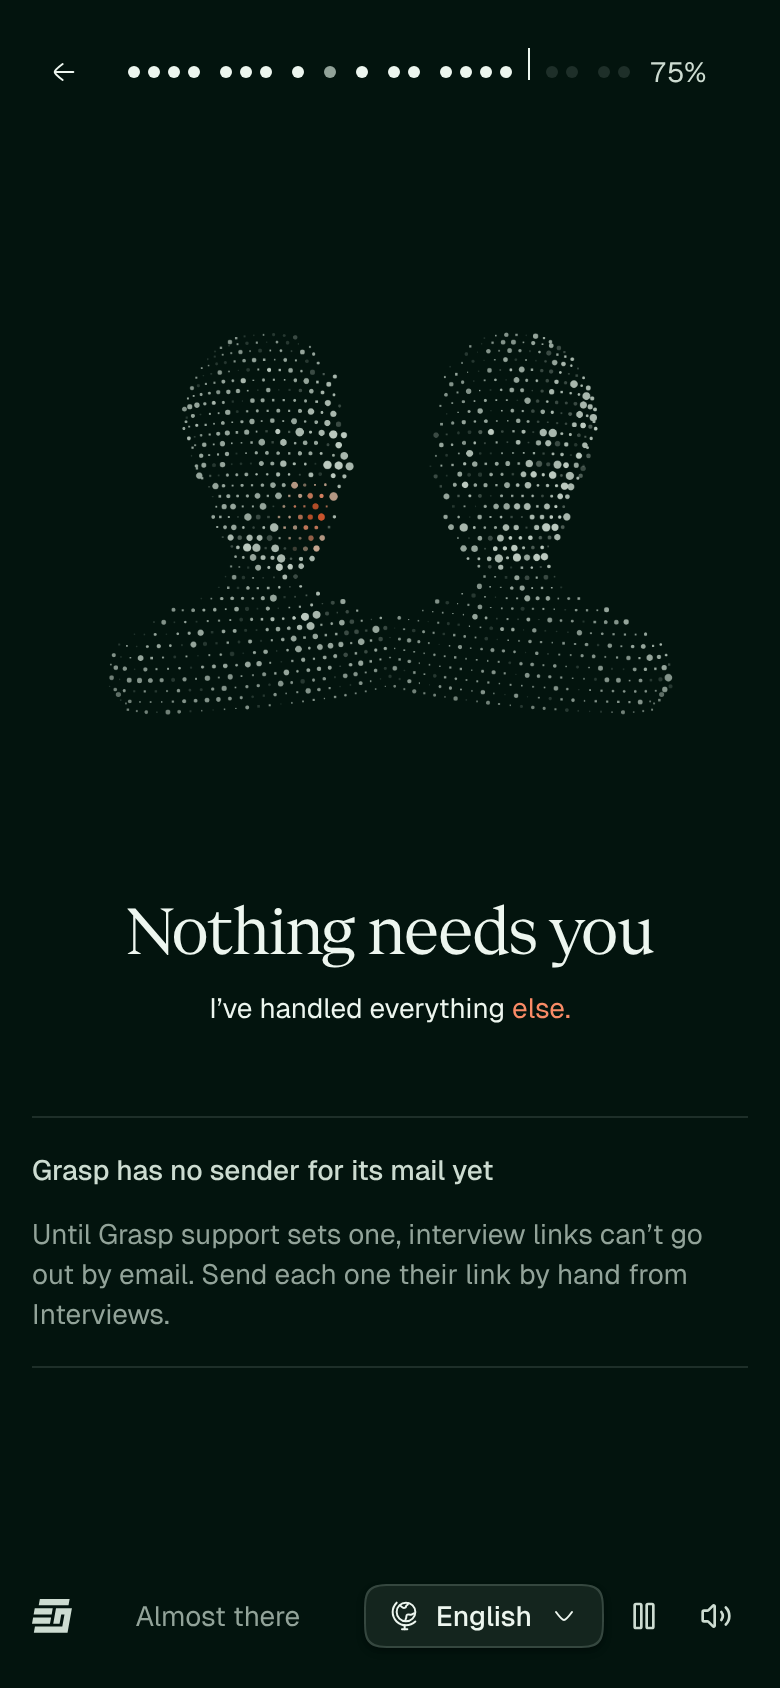 75%
Nothing needs you
I’ve handled everything else.
Grasp has no sender for its mail yet
Until Grasp support sets one, interview links can’t go
out by email. Send each one their link by hand from
Interviews.
Almost there
English